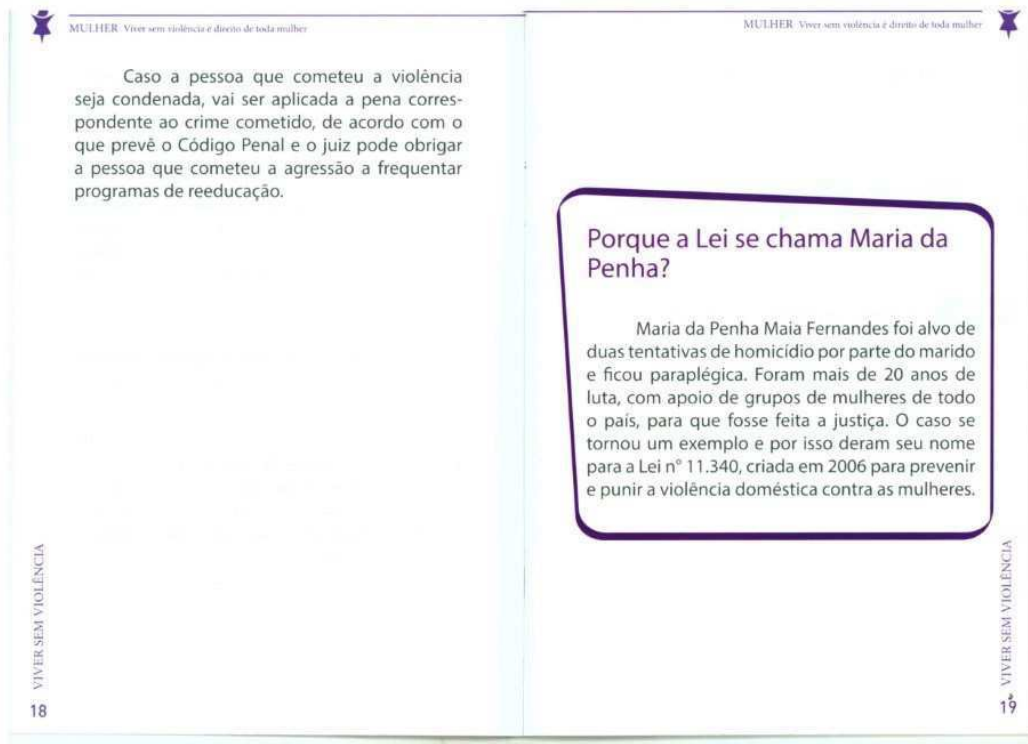 MULHER Viver sem violência é direito de toda mulher
Caso a pessoa que cometeu a violência
seja condenada, vai ser aplicada a pena corres-
pondente ao crime cometido, de acordo com o
que prevê o Código Penal e o juiz pode obrigar
a pessoa que cometeu a agressão a frequentar
programas de reeducação.
VIVER SEM VIOLÊNCIA
18
MULHER Viver sem violência é direito de toda mulher
Porque a Lei se chama Maria da
Penha?
Maria da Penha Maia Fernandes foi alvo de
duas tentativas de homicídio por parte do marido
e ficou paraplégica. Foram mais de 20 anos de
luta, com apoio de grupos de mulheres de todo
o país, para que fosse feita a justiça. O caso se
tornou um exemplo e por isso deram seu nome
para a Lei n° 11.340, criada em 2006 para prevenir
e punir a violência doméstica contra as mulheres.
VIVER SEM VIOLÊNCIA
19